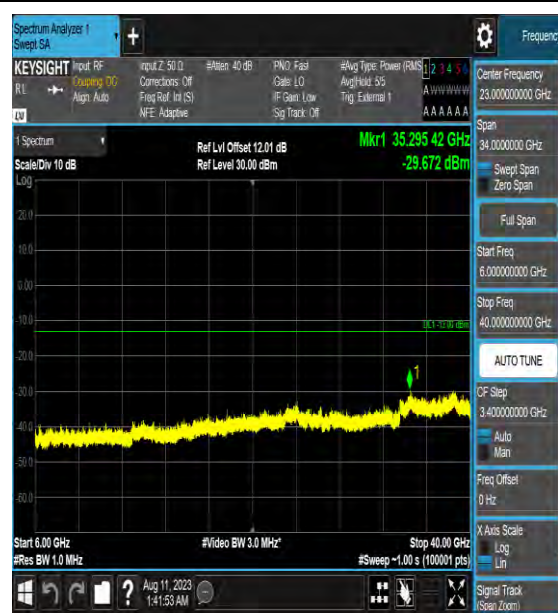 Spectrum Analyzer 1
Swept SA
Frequency
KEYSIGHT
RL
Input: RF
Coupling: DC
Align: Auto
Input Z: 50 Ω
Corrections: Off
Freq Ref: Int (S)
NFE: Adaptive
#Atten: 40 dB
PNO: Fast
Gate: LO
IF Gain: Low
Sig Track: Off
#Avg Type: Power (RMS
Avg|Hold: 5/5
Trig: External 1
1 2 3 4 5 6
A W W W W W
A A A A A A
LW
1 Spectrum
Scale/Div 10 dB
Log
Ref Lvl Offset 12.01 dB
Ref Level 30.00 dBm
Mkr1 35.295 42 GHz
-29.672 dBm
20.0
10.0
0.00
-10.0
-20.0
-30.0
-40.0
-50.0
-60.0
DL1 -13.00 dBm
1
Start 6.00 GHz
#Res BW 1.0 MHz
#Video BW 3.0 MHz*
Stop 40.00 GHz
#Sweep ~1.00 s (100001 pts)
Center Frequency
23.000000000 GHz
Span
34.0000000 GHz
Swept Span
Zero Span
Full Span
Start Freq
6.000000000 GHz
Stop Freq
40.000000000 GHz
AUTO TUNE
CF Step
3.400000000 GHz
Auto
Man
Freq Offset
0 Hz
X Axis Scale
Log
Lin
Signal Track
(Span Zoom)
?
Aug 11, 2023
1:41:53 AM